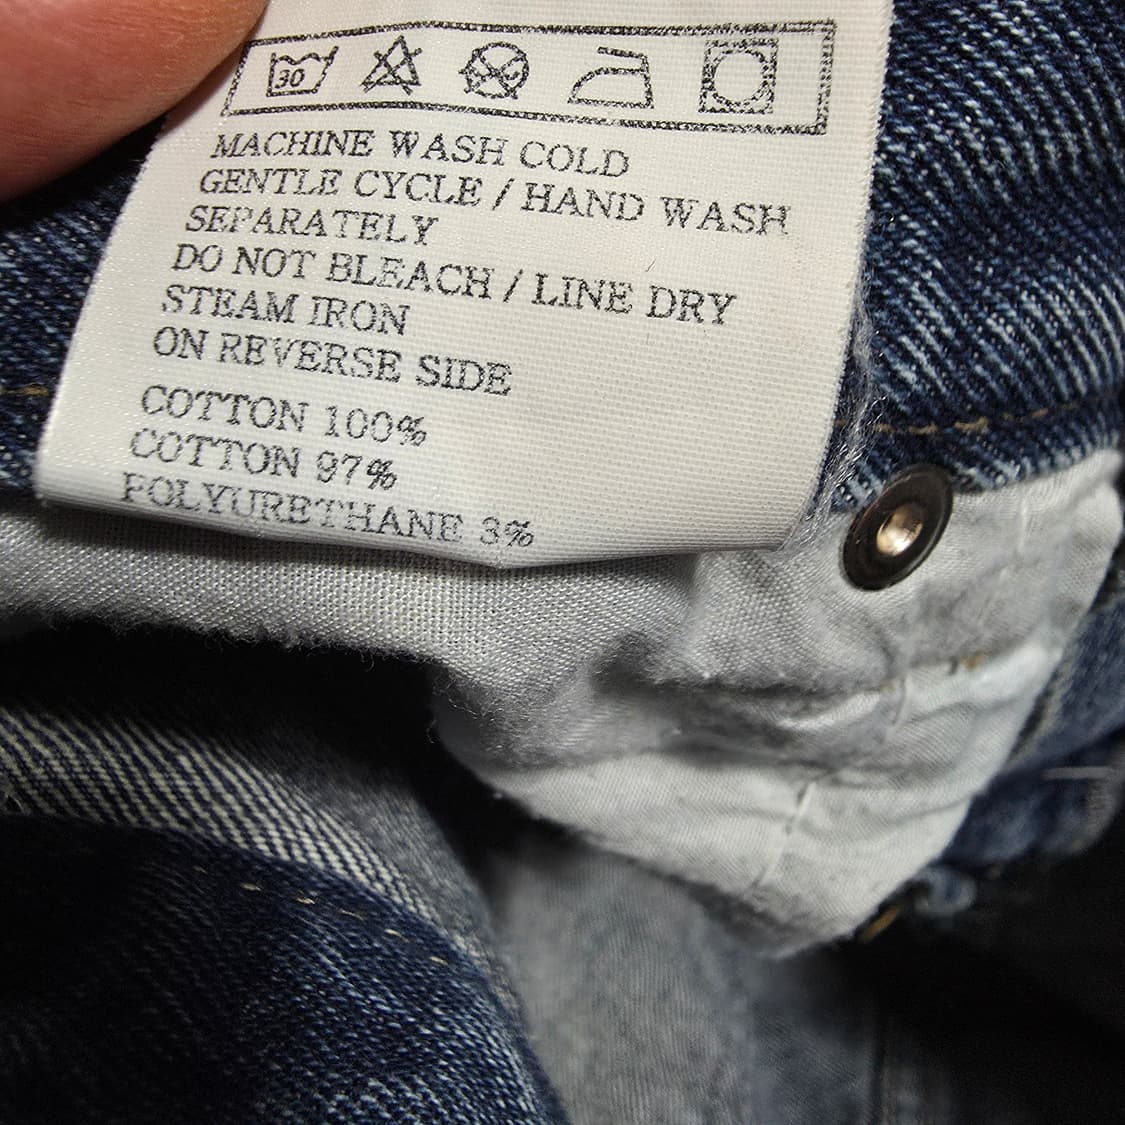 30
MACHINE WASH COLD
GENTLE CYCLE / HAND WASH
SEPARATELY
DO NOT BLEACH / LINE DRY
STEAM IRON
ON REVERSE SIDE
COTTON 100%
COTTON 97%
POLYURETHANE 3%